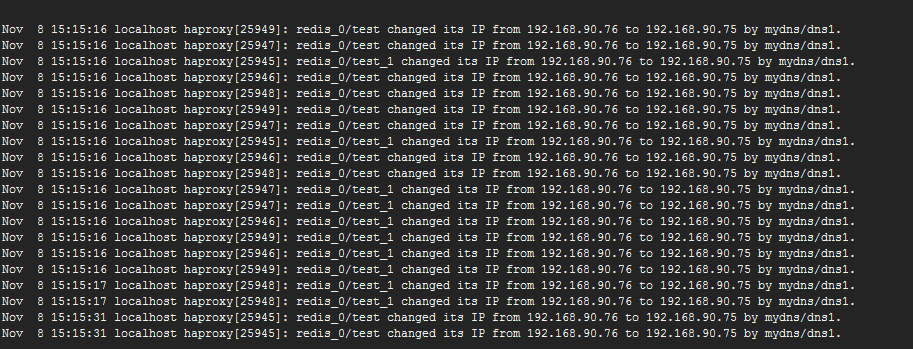 Nov  8 15:15:16 localhost haproxy[25949]: redis_0/test changed its IP from 192.168.90.76 to 192.168.90.75 by mydns/dns1.
Nov  8 15:15:16 localhost haproxy[25947]: redis_0/test changed its IP from 192.168.90.76 to 192.168.90.75 by mydns/dns1.
Nov  8 15:15:16 localhost haproxy[25945]: redis_0/test_1 changed its IP from 192.168.90.76 to 192.168.90.75 by mydns/dns1.
Nov  8 15:15:16 localhost haproxy[25946]: redis_0/test changed its IP from 192.168.90.76 to 192.168.90.75 by mydns/dns1.
Nov  8 15:15:16 localhost haproxy[25948]: redis_0/test changed its IP from 192.168.90.76 to 192.168.90.75 by mydns/dns1.
Nov  8 15:15:16 localhost haproxy[25949]: redis_0/test changed its IP from 192.168.90.76 to 192.168.90.75 by mydns/dns1.
Nov  8 15:15:16 localhost haproxy[25947]: redis_0/test changed its IP from 192.168.90.76 to 192.168.90.75 by mydns/dns1.
Nov  8 15:15:16 localhost haproxy[25945]: redis_0/test_1 changed its IP from 192.168.90.76 to 192.168.90.75 by mydns/dns1.
Nov  8 15:15:16 localhost haproxy[25946]: redis_0/test changed its IP from 192.168.90.76 to 192.168.90.75 by mydns/dns1.
Nov  8 15:15:16 localhost haproxy[25948]: redis_0/test changed its IP from 192.168.90.76 to 192.168.90.75 by mydns/dns1.
Nov  8 15:15:16 localhost haproxy[25947]: redis_0/test_1 changed its IP from 192.168.90.76 to 192.168.90.75 by mydns/dns1.
Nov  8 15:15:16 localhost haproxy[25947]: redis_0/test_1 changed its IP from 192.168.90.76 to 192.168.90.75 by mydns/dns1.
Nov  8 15:15:16 localhost haproxy[25946]: redis_0/test_1 changed its IP from 192.168.90.76 to 192.168.90.75 by mydns/dns1.
Nov  8 15:15:16 localhost haproxy[25949]: redis_0/test_1 changed its IP from 192.168.90.76 to 192.168.90.75 by mydns/dns1.
Nov  8 15:15:16 localhost haproxy[25946]: redis_0/test_1 changed its IP from 192.168.90.76 to 192.168.90.75 by mydns/dns1.
Nov  8 15:15:16 localhost haproxy[25949]: redis_0/test_1 changed its IP from 192.168.90.76 to 192.168.90.75 by mydns/dns1.
Nov  8 15:15:17 localhost haproxy[25948]: redis_0/test_1 changed its IP from 192.168.90.76 to 192.168.90.75 by mydns/dns1.
Nov  8 15:15:17 localhost haproxy[25948]: redis_0/test_1 changed its IP from 192.168.90.76 to 192.168.90.75 by mydns/dns1.
Nov  8 15:15:31 localhost haproxy[25945]: redis_0/test changed its IP from 192.168.90.76 to 192.168.90.75 by mydns/dns1.
Nov  8 15:15:31 localhost haproxy[25945]: redis_0/test changed its IP from 192.168.90.76 to 192.168.90.75 by mydns/dns1.